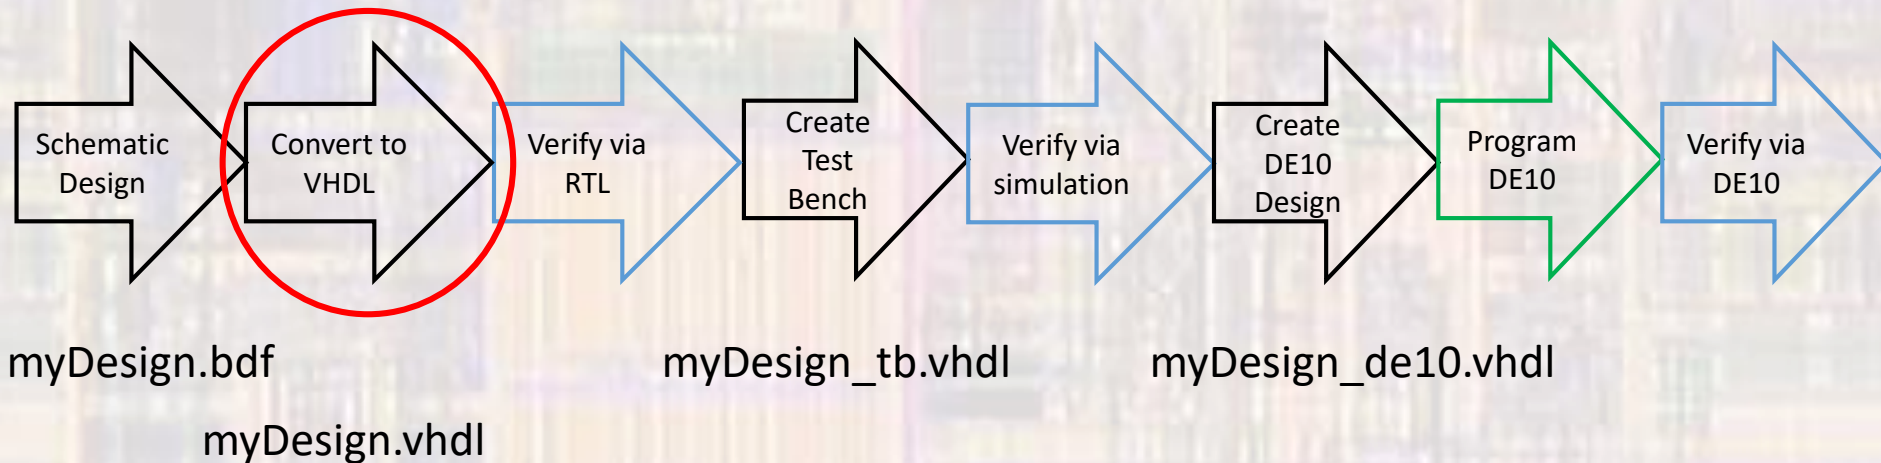 Schematic
Design
Convert to
VHDL
Verify via
RTL
Create
Test
Bench
Verify via
simulation
Create
DE10
Design
Program
DE10
Verify via
DE10
myDesign.bdf
myDesign_tb.vhdl
myDesign_de10.vhdl
myDesign.vhdl